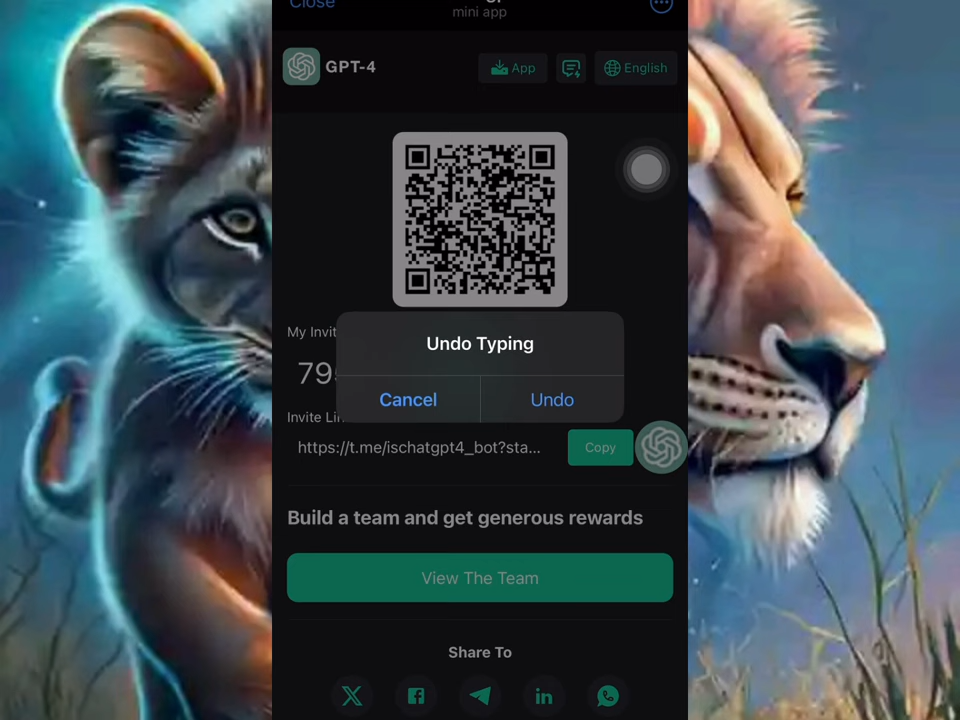 Close
mini app
GPT-4
App
English
My Invit
79
Undo Typing
Cancel
Undo
Invite Lin
https://t.me/ischatgpt4_bot?sta...
Copy
Build a team and get generous rewards
View The Team
Share To